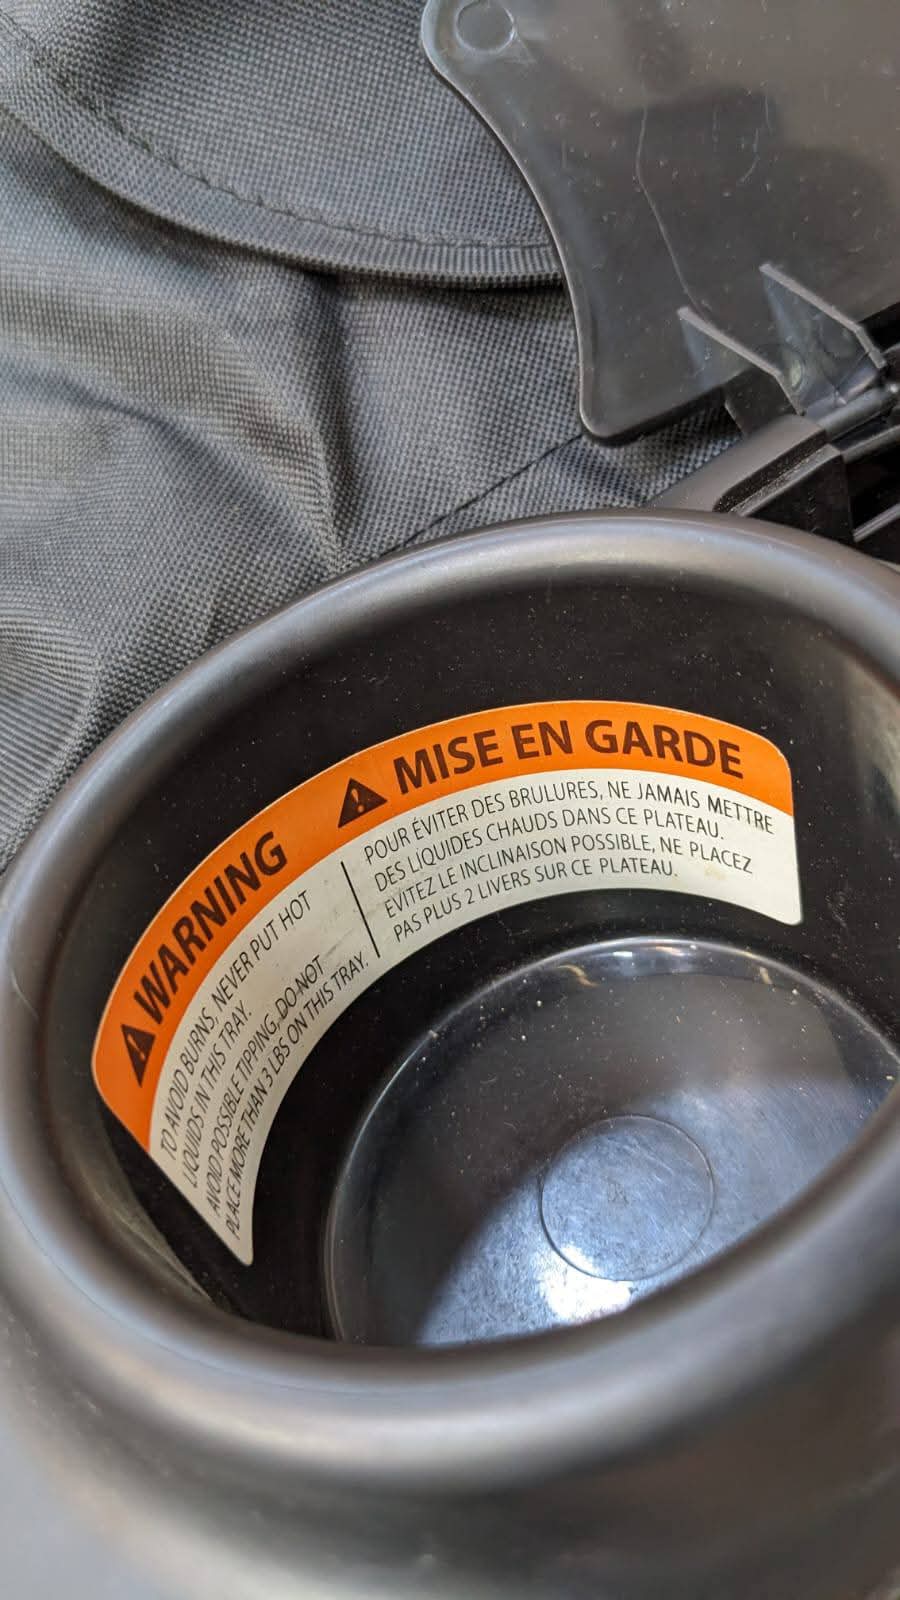 WARNING
TO AVOID BURNS, NEVER PUT HOT
LIQUIDS IN THIS TRAY.
AVOID POSSIBLE TIPPING, DO NOT
PLACE MORE THAN 3 LBS ON THIS TRAY.
MISE EN GARDE
POUR ÉVITER DES BRULURES, NE JAMAIS METTRE
DES LIQUIDES CHAUDS DANS CE PLATEAU.
EVITEZ LE INCLINAISON POSSIBLE, NE PLACEZ
PAS PLUS 2 LIVERS SUR CE PLATEAU.